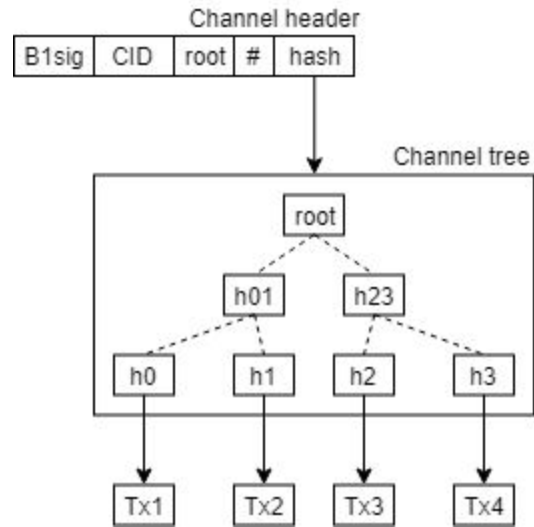 Channel header
B1sig CID root # hash
Channel tree
root
h01 h23
h0 h1 h2 h3
Tx1 Tx2 Tx3 Tx4